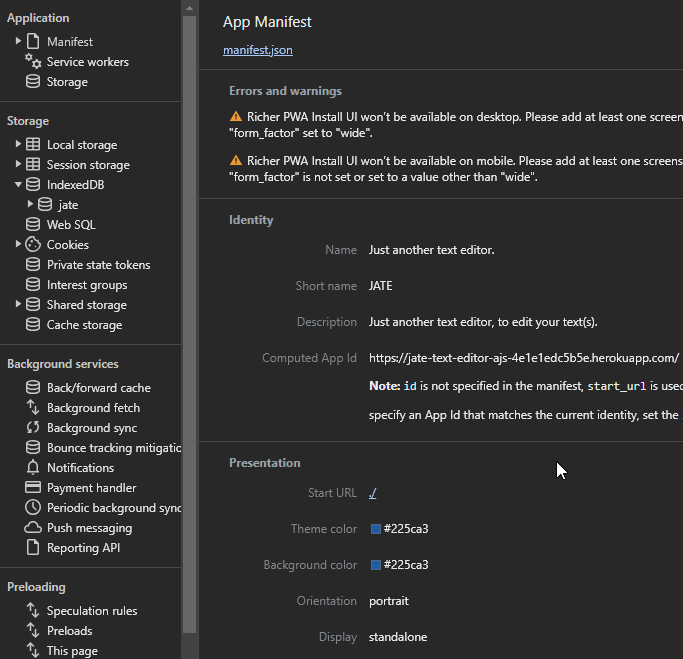 Application
Manifest
Service workers
Storage
Storage
Local storage
Session storage
IndexedDB
jate
Web SQL
Cookies
Private state tokens
Interest groups
Shared storage
Cache storage
Background services
Back/forward cache
Background fetch
Background sync
Bounce tracking mitigatio
Notifications
Payment handler
Periodic background sync
Push messaging
Reporting API
Preloading
Speculation rules
Preloads
This page
App Manifest
manifest.json
Errors and warnings
Richer PWA Install UI won't be available on desktop. Please add at least one screen
"form_factor" set to "wide".
Richer PWA Install UI won't be available on mobile. Please add at least one screens
"form_factor" is not set or set to a value other than "wide".
Identity
Name Just another text editor.
Short name JATE
Description Just another text editor, to edit your text(s).
Computed App Id https://jate-text-editor-ajs-4e1e1edc5b5e.herokuapp.com/
Note: id is not specified in the manifest, start_url is used
specify an App Id that matches the current identity, set the
Presentation
Start URL ./
Theme color #225ca3
Background color #225ca3
Orientation portrait
Display standalone